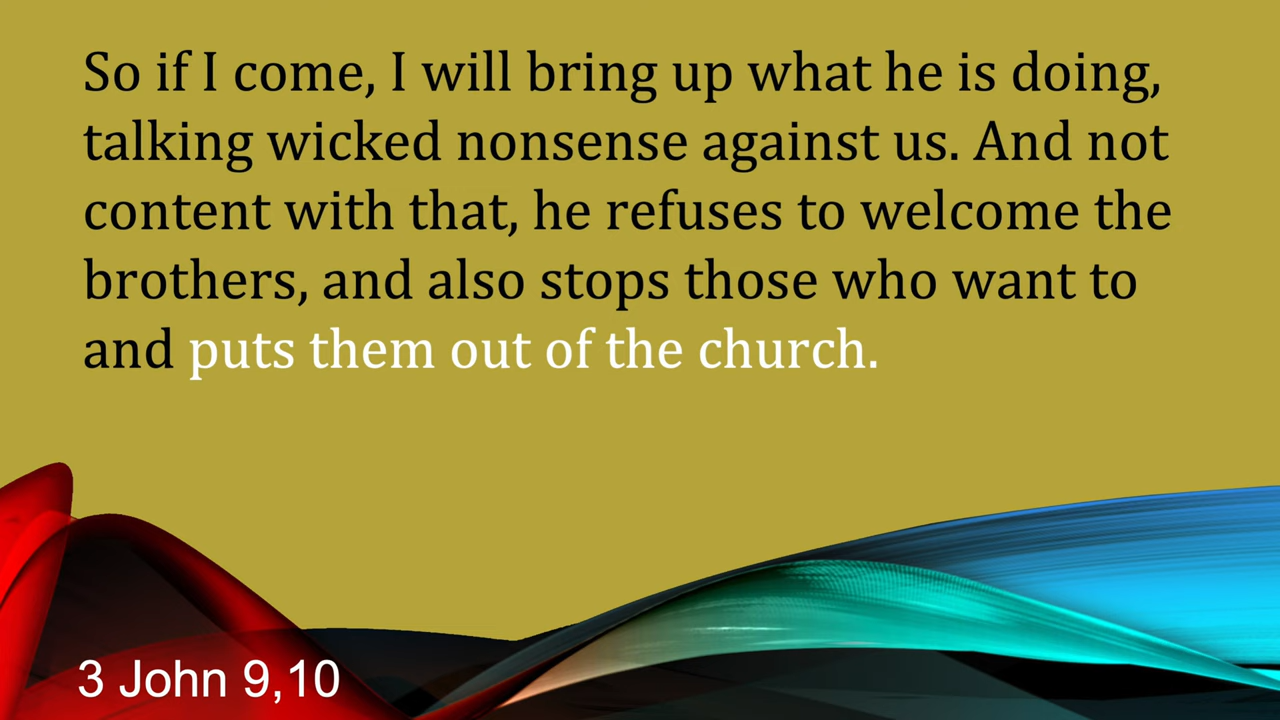 So if I come, I will bring up what he is doing,
talking wicked nonsense against us. And not
content with that, he refuses to welcome the
brothers, and also stops those who want to
and puts them out of the church.
3 John 9,10